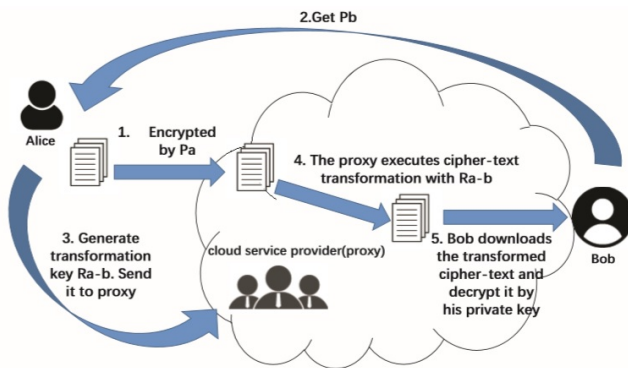 2.Get Pb
Alice
1. Encrypted
by Pa
4. The proxy executes cipher-text
transformation with Ra-b
3. Generate
transformation
key Ra-b. Send
it to proxy
cloud service provider(proxy)
5. Bob downloads
the transformed
cipher-text and
decrypt it by
his private key
Bob